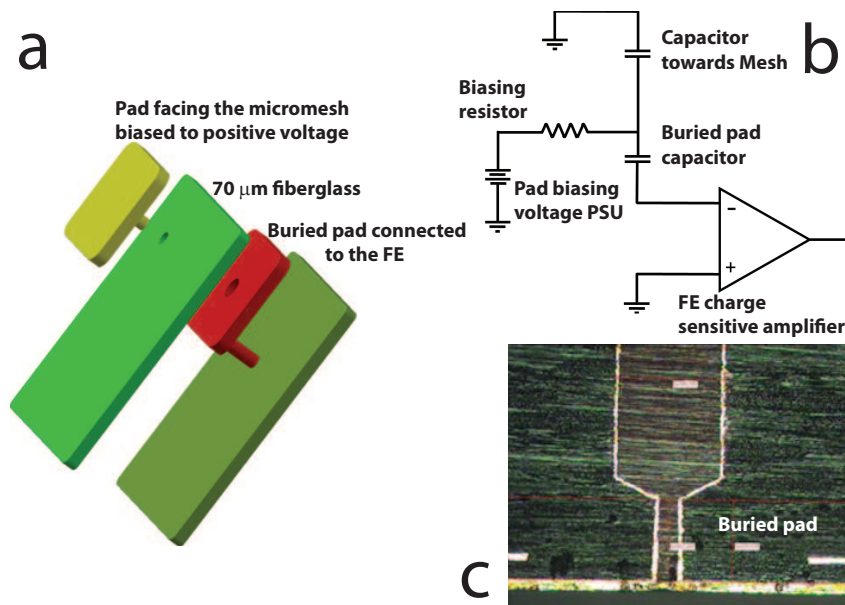 a
Pad facing the micromesh
biased to positive voltage
70 μm fiberglass
Buried pad connected
to the FE
b
Capacitor
towards Mesh
Biasing
resistor
Buried pad
capacitor
Pad biasing
voltage PSU
−
+
FE charge
sensitive amplifier
c
Buried pad